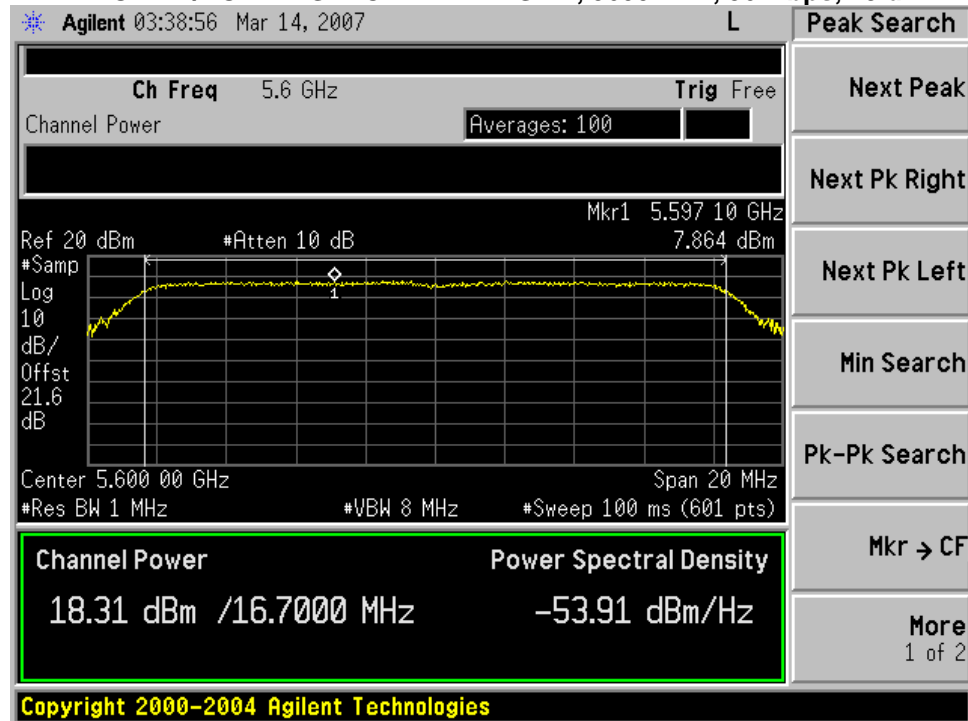 Agilent 03:38:56 Mar 14, 2007 L
Peak Search
Ch Freq 5.6 GHz Trig Free
Channel Power Averages: 100
Mkr1 5.597 10 GHz
Ref 20 dBm #Atten 10 dB 7.864 dBm
#Samp
Log
10
dB/
Offst
21.6
dB
1
Center 5.600 00 GHz Span 20 MHz
#Res BW 1 MHz #VBW 8 MHz #Sweep 100 ms (601 pts)
Channel Power Power Spectral Density
18.31 dBm /16.7000 MHz -53.91 dBm/Hz
Next Peak
Next Pk Right
Next Pk Left
Min Search
Pk-Pk Search
Mkr → CF
More
1 of 2
Copyright 2000-2004 Agilent Technologies